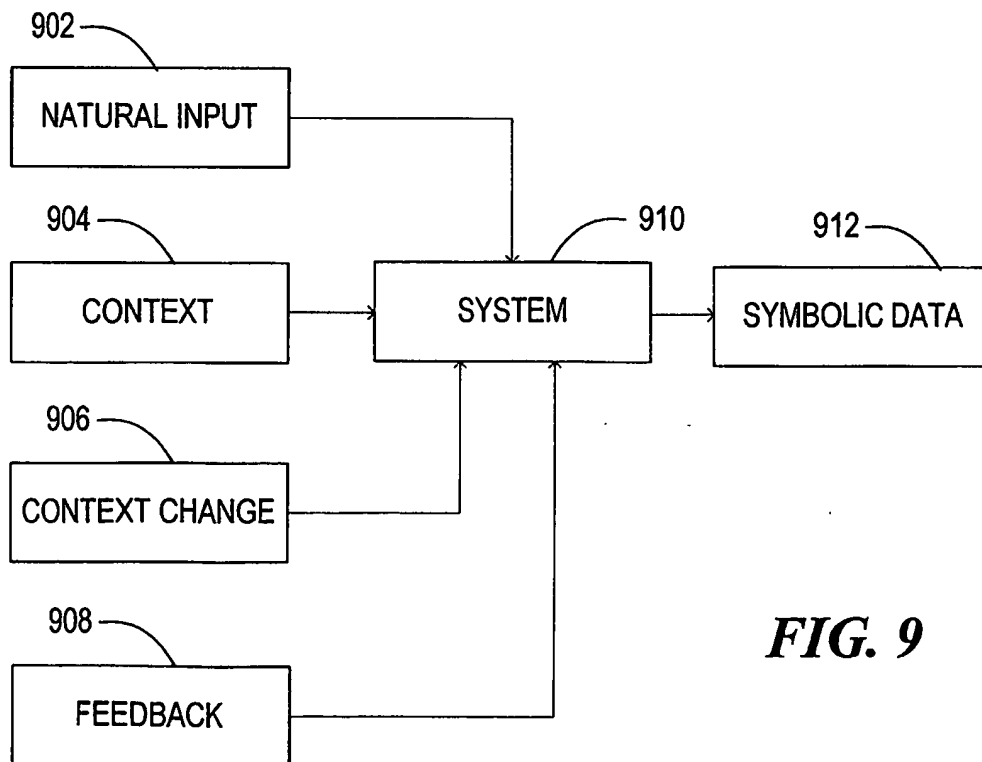 902
NATURAL INPUT
904
CONTEXT
910
SYSTEM
912
SYMBOLIC DATA
906
CONTEXT CHANGE
908
FEEDBACK
FIG. 9